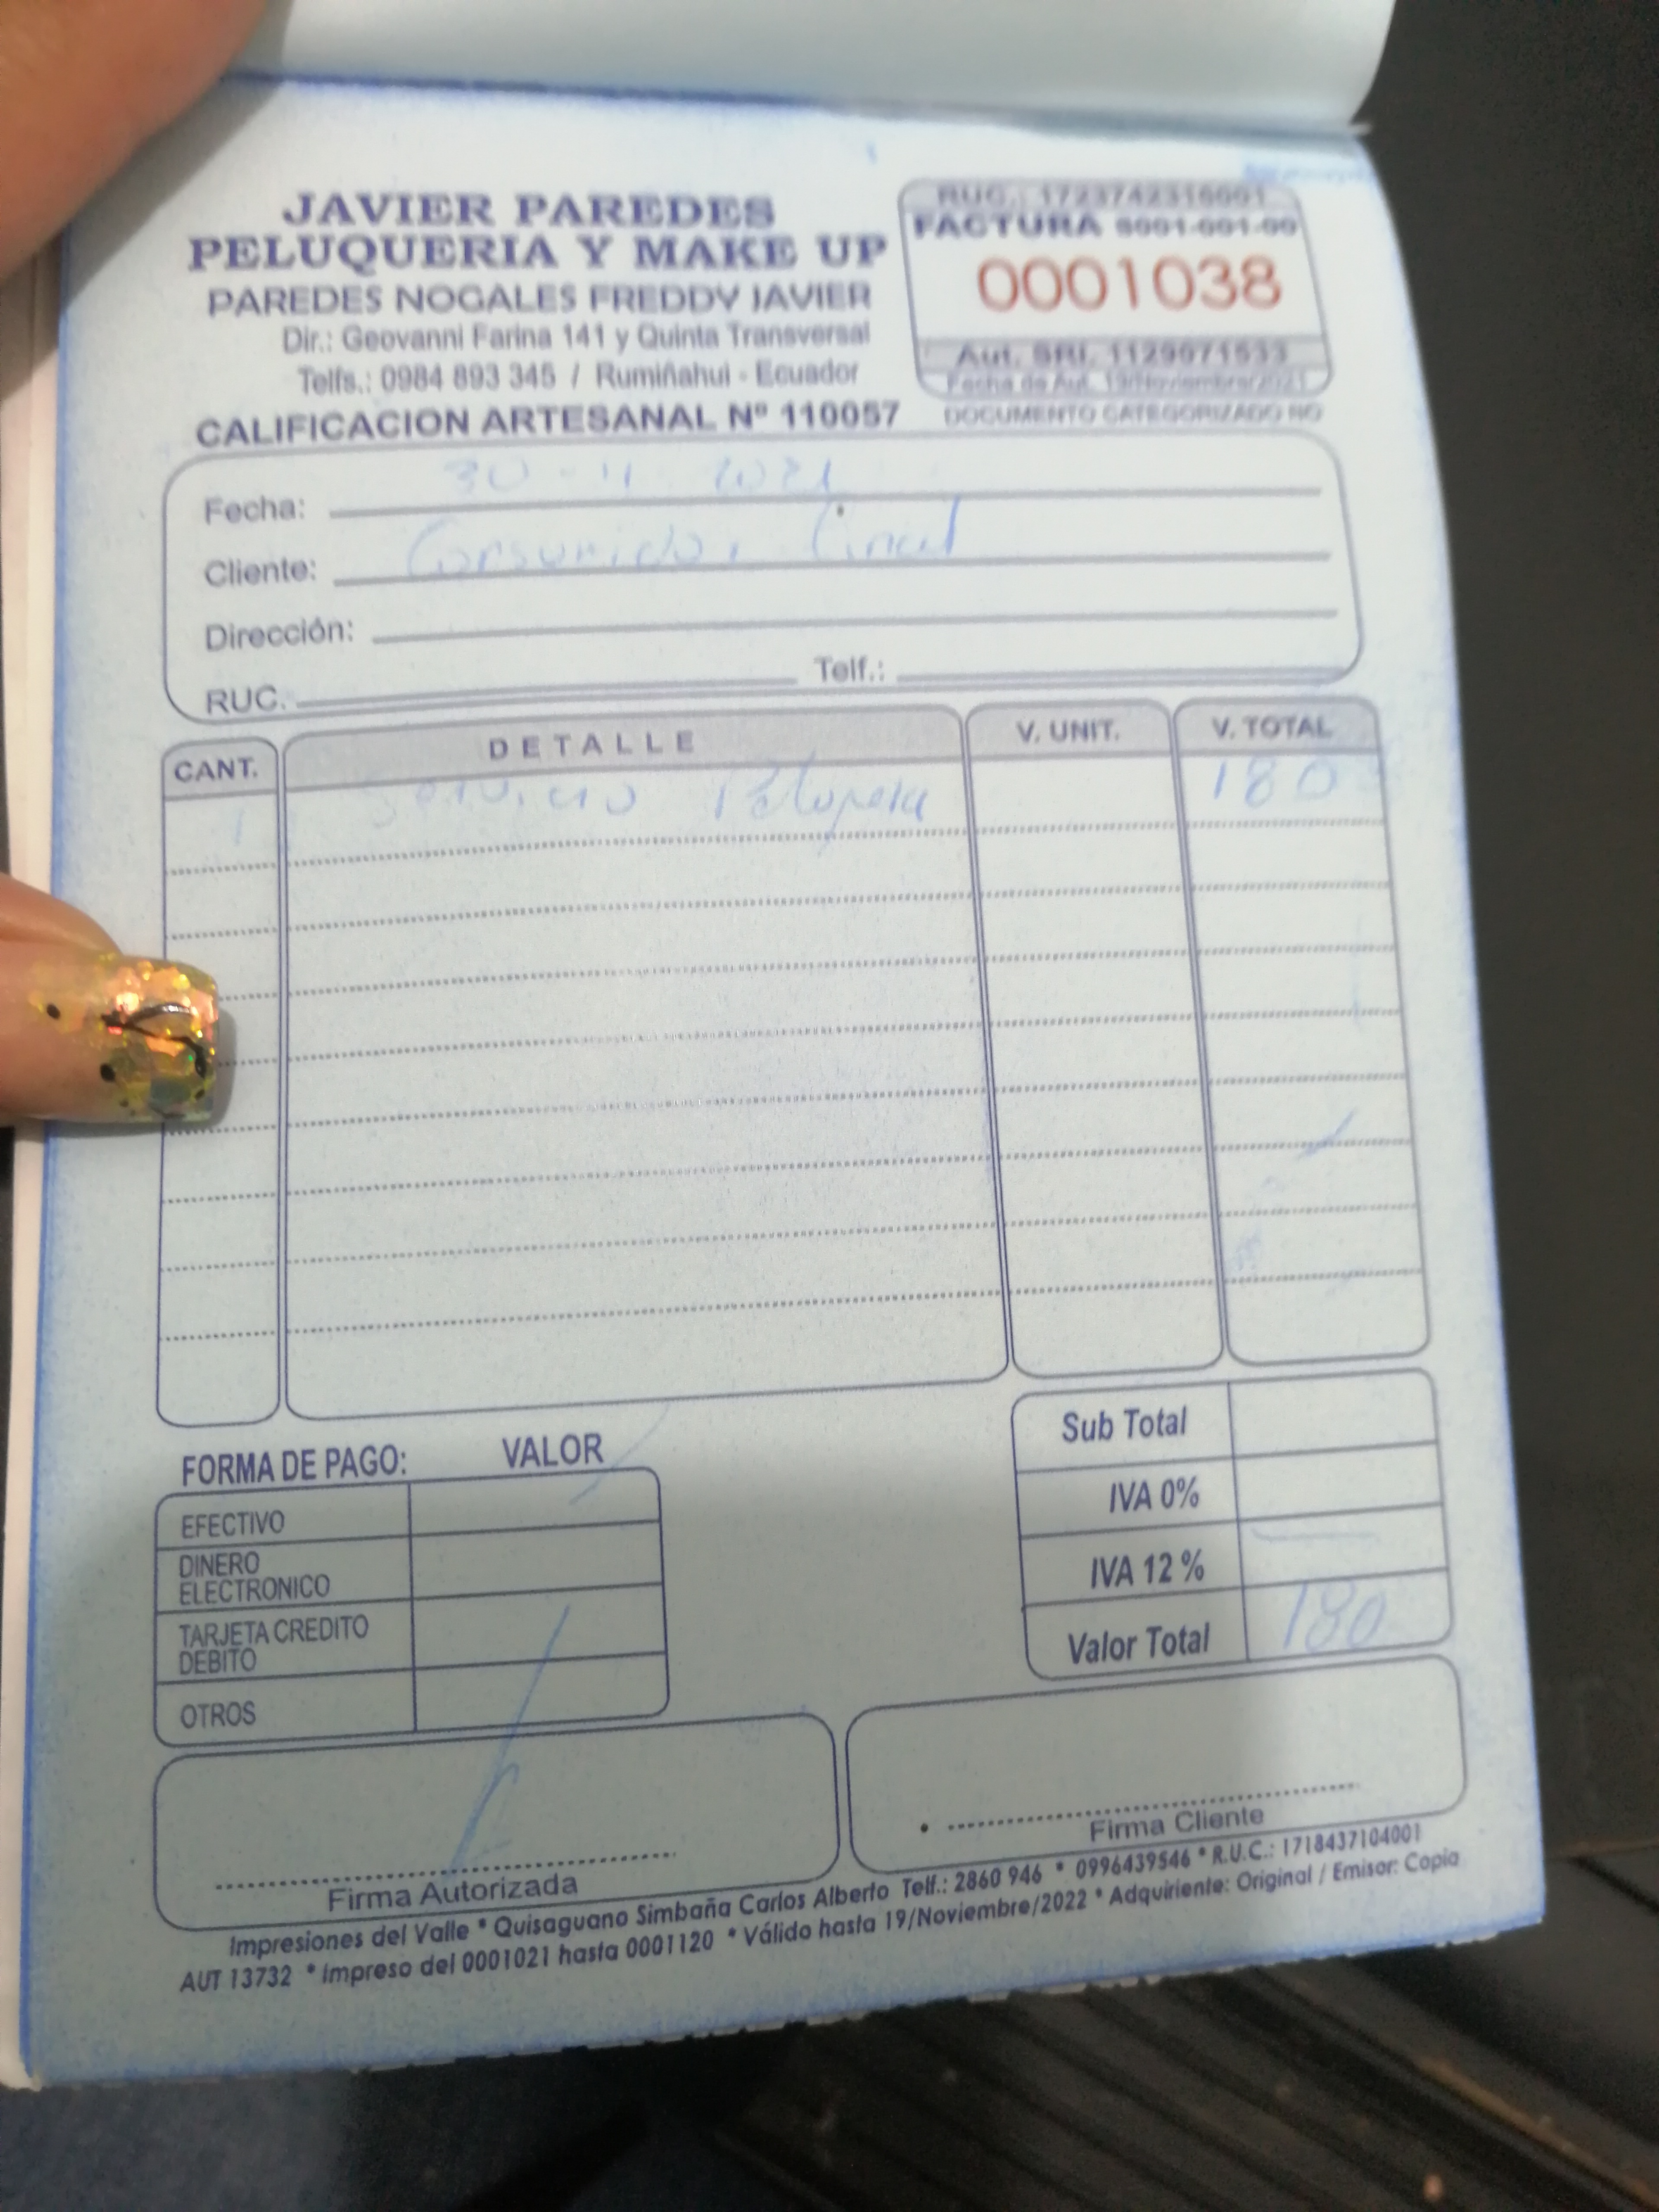 JAVIER PAREDES
PELUQUERIA Y MAKE UP
PAREDES NOGALES FREDDY JAVIER
Dir.: Geovanni Farina 141 y Quinta Transversal
Telfs.: 0984 893 345 / Rumiñahui - Ecuador
CALIFICACION ARTESANAL Nº 110057
RUC.: 1723742316001
FACTURA S001-001-00
0001038
Aut. SRI. 1129071533
Fecha de Aut. 19/Noviembre/2021
DOCUMENTO CATEGORIZADO NO
Fecha: 30 - 11 2021
Cliente: Consumidor Final
Dirección:
RUC. Telf.:
CANT. DETALLE V. UNIT. V. TOTAL
1 Servicio 180
FORMA DE PAGO: VALOR
EFECTIVO
DINERO
ELECTRONICO
TARJETA CREDITO
DEBITO
OTROS
Sub Total
IVA 0%
IVA 12 %
Valor Total 180
Firma Autorizada
Firma Cliente
Impresiones del Valle * Quisaguano Simbaña Carlos Alberto Telf.: 2860 946 * 0996439546 * R.U.C.: 1718437104001
AUT 13732 * Impreso del 0001021 hasta 0001120 * Válido hasta 19/Noviembre/2022 * Adquiriente: Original / Emisor: Copia